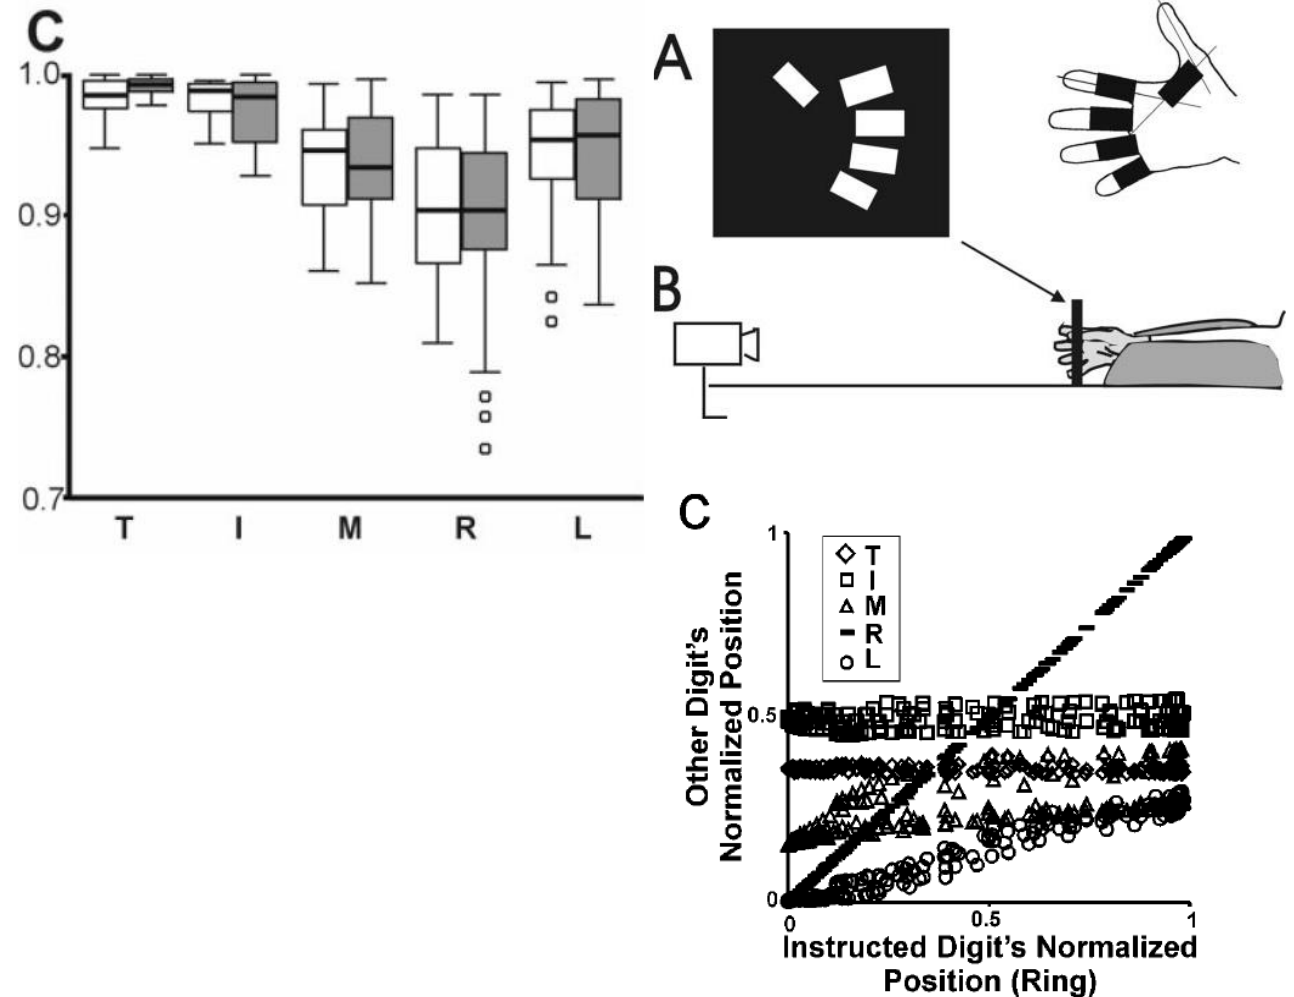 C
1.0
0.9
0.8
0.7
T I M R L
A
B
C
1
0.5
0
T
I
M
R
L
Other Digit's
Normalized Position
0 0.5 1
Instructed Digit's Normalized
Position (Ring)